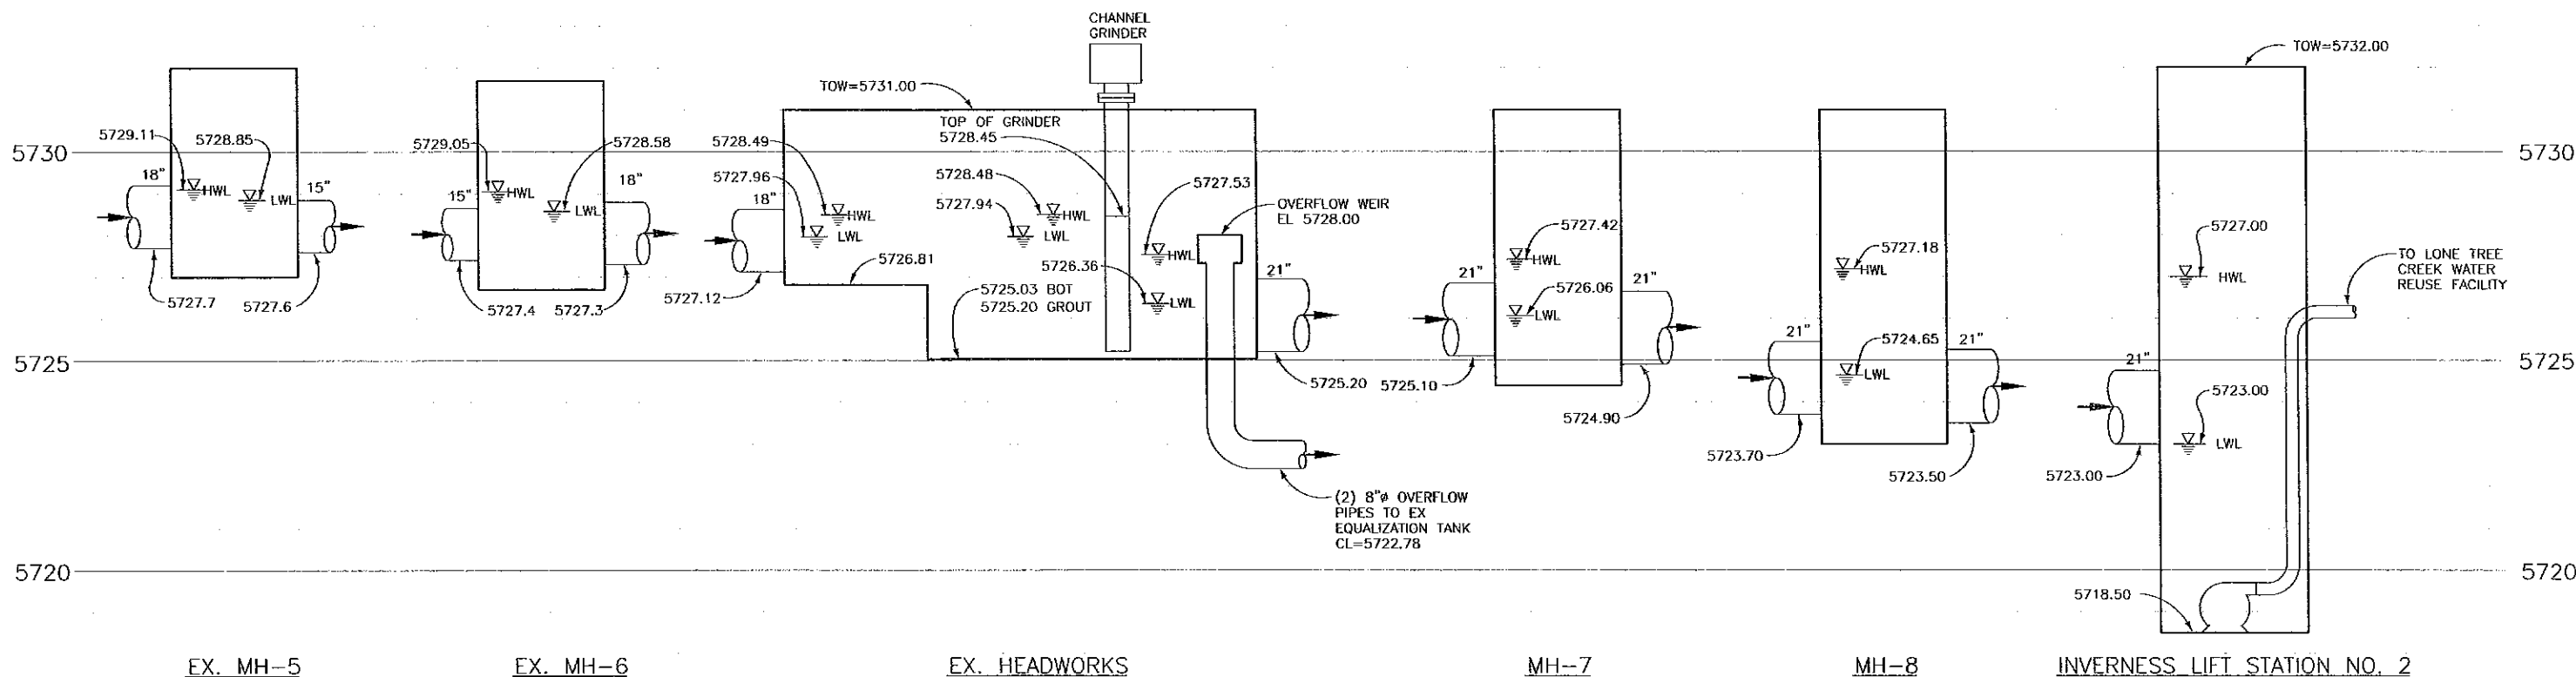 CHANNEL
GRINDER
TOW=5732.00
TOW=5731.00
TOP OF GRINDER
5728.45
5730
5730
5729.11
5728.85
18"
HWL
LWL
15"
5727.7
5727.6
5729.05
5728.58
15"
HWL
LWL
18"
5727.4
5727.3
5728.49
5727.96
18"
HWL
LWL
5727.12
5726.81
5728.48
5727.94
HWL
LWL
5727.53
HWL
5726.36
LWL
OVERFLOW WEIR
EL 5728.00
5725.03 BOT
5725.20 GROUT
21"
5725.20
(2) 8"ø OVERFLOW
PIPES TO EX
EQUALIZATION TANK
CL=5722.78
5727.42
HWL
21"
5726.06
LWL
21"
5725.10
5724.90
5727.18
HWL
21"
5724.65
LWL
21"
5723.70
5723.50
5727.00
HWL
TO LONE TREE
CREEK WATER
REUSE FACILITY
21"
5723.00
LWL
5723.00
5718.50
5725
5725
5720
5720
EX. MH-5
EX. MH-6
EX. HEADWORKS
MH-7
MH-8
INVERNESS LIFT STATION NO. 2